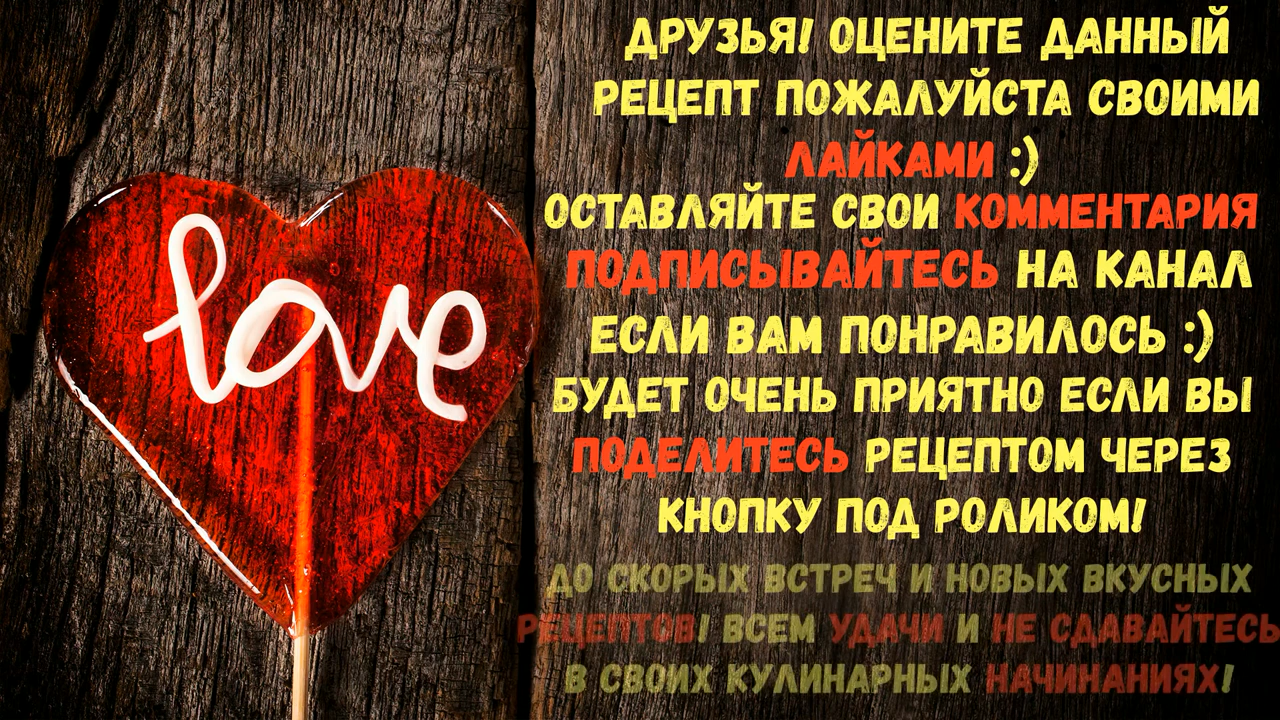 love
ДРУЗЬЯ! ОЦЕНИТЕ ДАННЫЙ
РЕЦЕПТ ПОЖАЛУЙСТА СВОИМИ
ЛАЙКАМИ :)
ОСТАВЛЯЙТЕ СВОИ КОММЕНТАРИЯ
ПОДПИСЫВАЙТЕСЬ НА КАНАЛ
ЕСЛИ ВАМ ПОНРАВИЛОСЬ :)
БУДЕТ ОЧЕНЬ ПРИЯТНО ЕСЛИ ВЫ
ПОДЕЛИТЕСЬ РЕЦЕПТОМ ЧЕРЕЗ
КНОПКУ ПОД РОЛИКОМ!
ДО СКОРЫХ ВСТРЕЧ И НОВЫХ ВКУСНЫХ
РЕЦЕПТОВ! ВСЕМ УДАЧИ И НЕ СДАВАЙТЕСЬ
В СВОИХ КУЛИНАРНЫХ НАЧИНАНИЯХ!